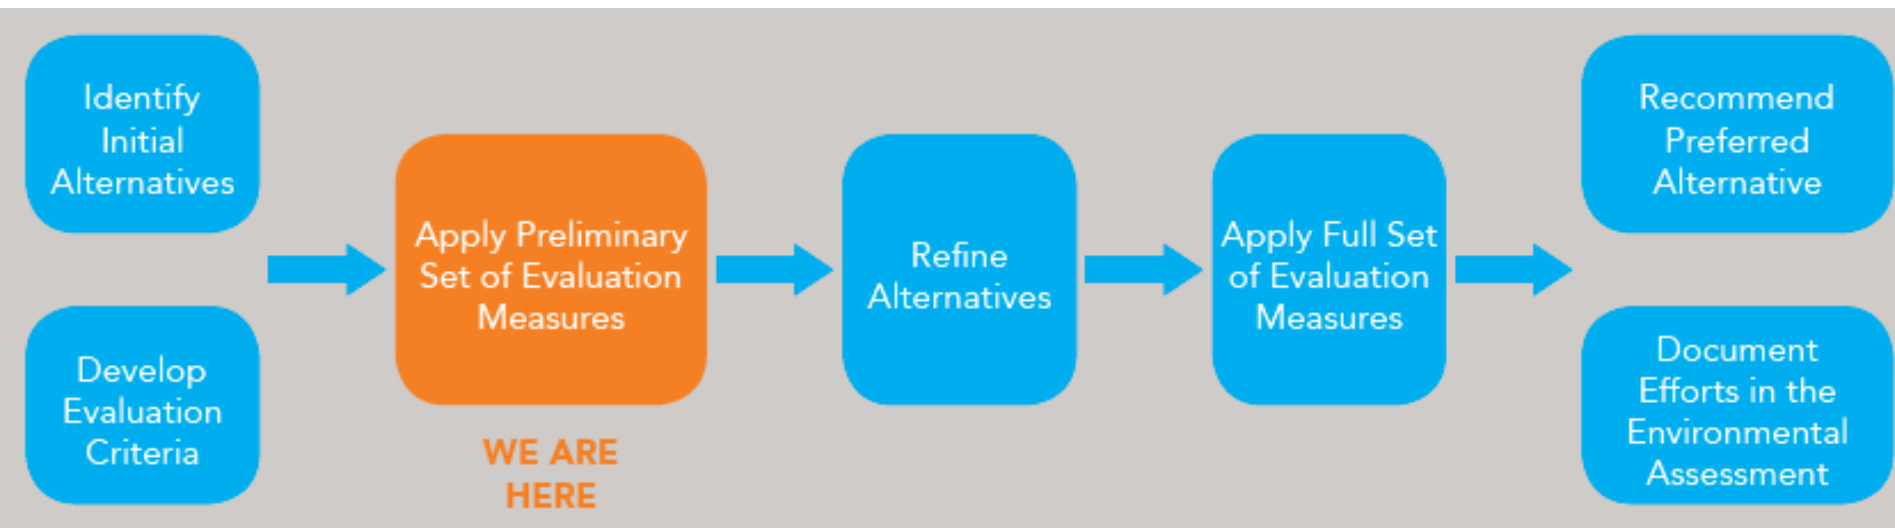 Identify
Initial
Alternatives
Develop
Evaluation
Criteria
Apply Preliminary
Set of Evaluation
Measures
WE ARE
HERE
Refine
Alternatives
Apply Full Set
of Evaluation
Measures
Recommend
Preferred
Alternative
Document
Efforts in the
Environmental
Assessment